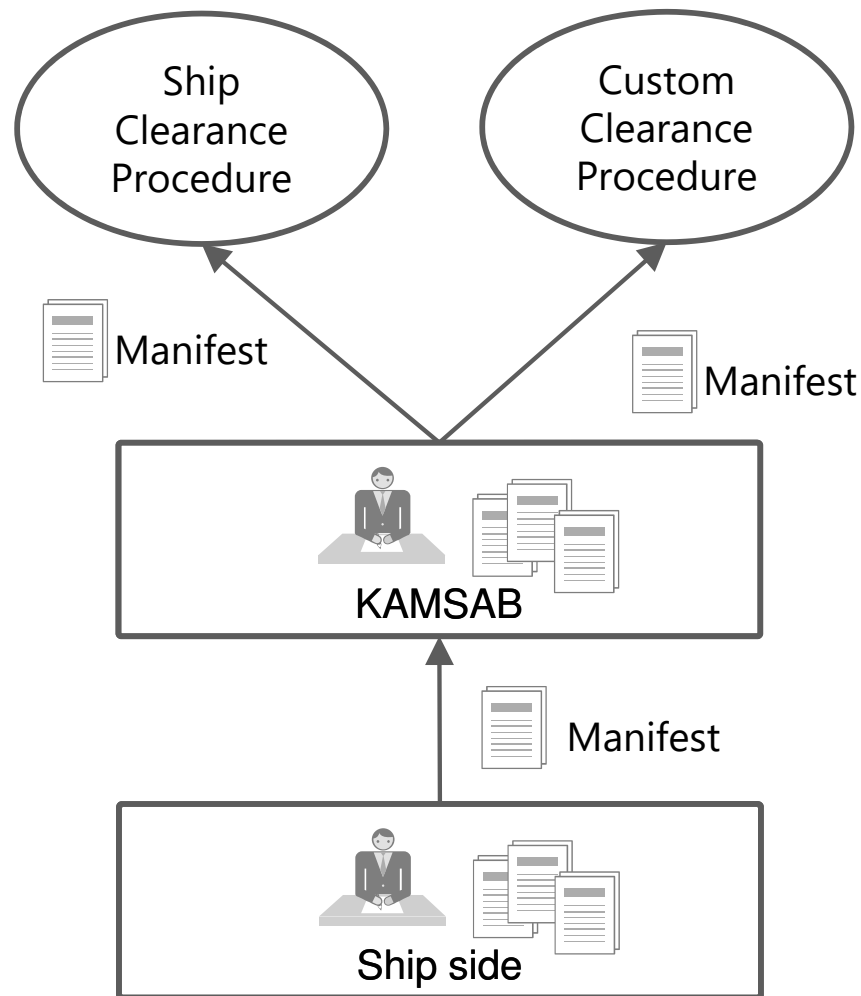 Ship
Clearance
Procedure
Custom
Clearance
Procedure
Manifest
Manifest
KAMSAB
Manifest
Ship side